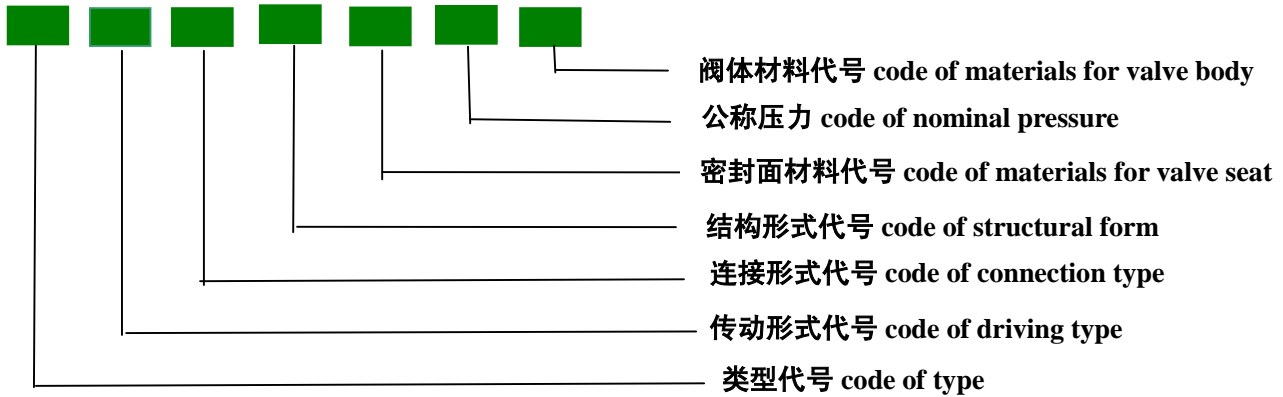 阀体材料代号 code of materials for valve body
公称压力 code of nominal pressure
密封面材料代号 code of materials for valve seat
结构形式代号 code of structural form
连接形式代号 code of connection type
传动形式代号 code of driving type
类型代号 code of type